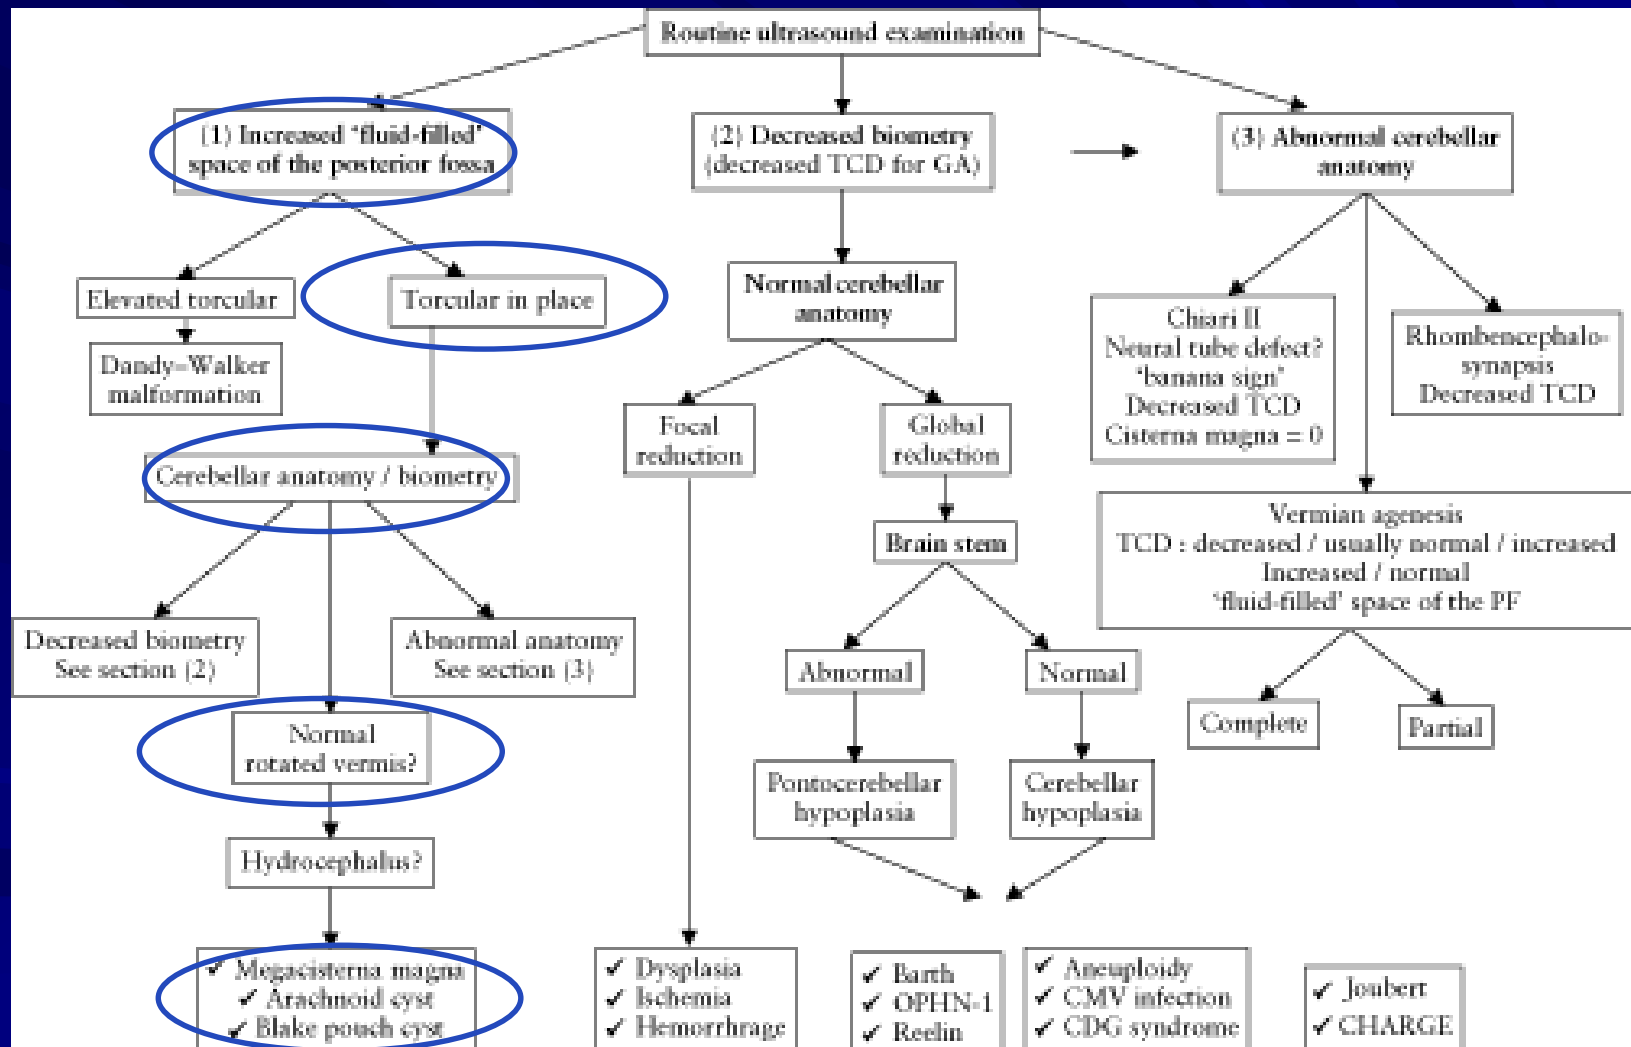 Routine ultrasound examination
(1) Increased 'fluid-filled'
space of the posterior fossa
(2) Decreased biometry
(decreased TCD for GA)
(3) Abnormal cerebellar
anatomy
Elevated torcular
Torcular in place
Dandy-Walker
malformation
Normal cerebellar
anatomy
Chiari II
Neural tube defect?
'banana sign'
Decreased TCD
Cisterna magna = 0
Rhombencephalo-
synapsis
Decreased TCD
Focal
reduction
Global
reduction
Cerebellar anatomy / biometry
Brain stem
Vermian agenesis
TCD : decreased / usually normal / increased
Increased / normal
'fluid-filled' space of the PF
Decreased biometry
See section (2)
Abnormal anatomy
See section (3)
Abnormal
Normal
Complete
Partial
Normal
rotated vermis?
Pontocerebellar
hypoplasia
Cerebellar
hypoplasia
Hydrocephalus?
✓ Megacisterna magna
✓ Arachnoid cyst
✓ Blake pouch cyst
✓ Dysplasia
✓ Ischemia
✓ Hemorrhrage
✓ Barth
✓ OPHN-1
✓ Reelin
✓ Aneuploidy
✓ CMV infection
✓ CDG syndrome
✓ Joubert
✓ CHARGE